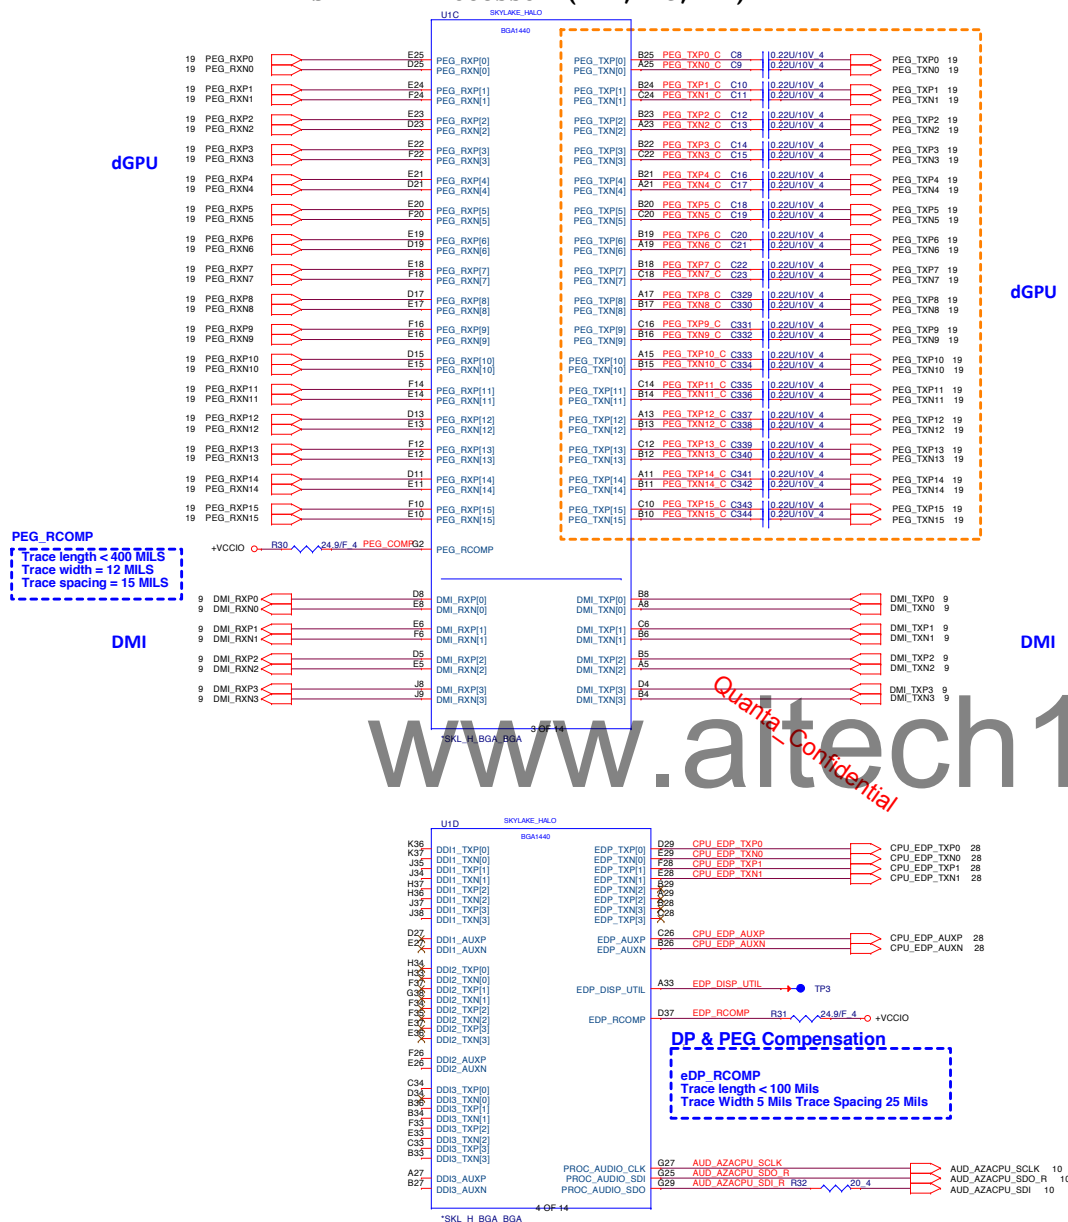 U1C SKYLAKE_HALO
BGA1440
19 PEG_RXP0 E25 PEG_RXP[0] PEG_TXP[0] B25 PEG_TXP0_C C8 0.22U/10V_4 PEG_TXP0 19
19 PEG_RXN0 D25 PEG_RXN[0] PEG_TXN[0] A25 PEG_TXN0_C C9 0.22U/10V_4 PEG_TXN0 19
19 PEG_RXP1 E24 PEG_RXP[1] PEG_TXP[1] B24 PEG_TXP1_C C10 0.22U/10V_4 PEG_TXP1 19
19 PEG_RXN1 F24 PEG_RXN[1] PEG_TXN[1] C24 PEG_TXN1_C C11 0.22U/10V_4 PEG_TXN1 19
19 PEG_RXP2 E23 PEG_RXP[2] PEG_TXP[2] B23 PEG_TXP2_C C12 0.22U/10V_4 PEG_TXP2 19
19 PEG_RXN2 D23 PEG_RXN[2] PEG_TXN[2] A23 PEG_TXN2_C C13 0.22U/10V_4 PEG_TXN2 19
19 PEG_RXP3 E22 PEG_RXP[3] PEG_TXP[3] B22 PEG_TXP3_C C14 0.22U/10V_4 PEG_TXP3 19
dGPU
19 PEG_RXN3 F22 PEG_RXN[3] PEG_TXN[3] C22 PEG_TXN3_C C15 0.22U/10V_4 PEG_TXN3 19
19 PEG_RXP4 E21 PEG_RXP[4] PEG_TXP[4] B21 PEG_TXP4_C C16 0.22U/10V_4 PEG_TXP4 19
19 PEG_RXN4 D21 PEG_RXN[4] PEG_TXN[4] A21 PEG_TXN4_C C17 0.22U/10V_4 PEG_TXN4 19
19 PEG_RXP5 E20 PEG_RXP[5] PEG_TXP[5] B20 PEG_TXP5_C C18 0.22U/10V_4 PEG_TXP5 19
19 PEG_RXN5 F20 PEG_RXN[5] PEG_TXN[5] C20 PEG_TXN5_C C19 0.22U/10V_4 PEG_TXN5 19
19 PEG_RXP6 E19 PEG_RXP[6] PEG_TXP[6] B19 PEG_TXP6_C C20 0.22U/10V_4 PEG_TXP6 19
19 PEG_RXN6 D19 PEG_RXN[6] PEG_TXN[6] A19 PEG_TXN6_C C21 0.22U/10V_4 PEG_TXN6 19
19 PEG_RXP7 E18 PEG_RXP[7] PEG_TXP[7] B18 PEG_TXP7_C C22 0.22U/10V_4 PEG_TXP7 19
19 PEG_RXN7 F18 PEG_RXN[7] PEG_TXN[7] C18 PEG_TXN7_C C23 0.22U/10V_4 PEG_TXN7 19
dGPU
19 PEG_RXP8 D17 PEG_RXP[8] PEG_TXP[8] A17 PEG_TXP8_C C329 0.22U/10V_4 PEG_TXP8 19
19 PEG_RXN8 E17 PEG_RXN[8] PEG_TXN[8] B17 PEG_TXN8_C C330 0.22U/10V_4 PEG_TXN8 19
19 PEG_RXP9 F16 PEG_RXP[9] PEG_TXP[9] C16 PEG_TXP9_C C331 0.22U/10V_4 PEG_TXP9 19
19 PEG_RXN9 E16 PEG_RXN[9] PEG_TXN[9] B16 PEG_TXN9_C C332 0.22U/10V_4 PEG_TXN9 19
19 PEG_RXP10 D15 PEG_RXP[10] PEG_TXP[10] A15 PEG_TXP10_C C333 0.22U/10V_4 PEG_TXP10 19
19 PEG_RXN10 E15 PEG_RXN[10] PEG_TXN[10] B15 PEG_TXN10_C C334 0.22U/10V_4 PEG_TXN10 19
19 PEG_RXP11 F14 PEG_RXP[11] PEG_TXP[11] C14 PEG_TXP11_C C335 0.22U/10V_4 PEG_TXP11 19
19 PEG_RXN11 E14 PEG_RXN[11] PEG_TXN[11] B14 PEG_TXN11_C C336 0.22U/10V_4 PEG_TXN11 19
19 PEG_RXP12 D13 PEG_RXP[12] PEG_TXP[12] A13 PEG_TXP12_C C337 0.22U/10V_4 PEG_TXP12 19
19 PEG_RXN12 E13 PEG_RXN[12] PEG_TXN[12] B13 PEG_TXN12_C C338 0.22U/10V_4 PEG_TXN12 19
19 PEG_RXP13 F12 PEG_RXP[13] PEG_TXP[13] C12 PEG_TXP13_C C339 0.22U/10V_4 PEG_TXP13 19
19 PEG_RXN13 E12 PEG_RXN[13] PEG_TXN[13] B12 PEG_TXN13_C C340 0.22U/10V_4 PEG_TXN13 19
19 PEG_RXP14 D11 PEG_RXP[14] PEG_TXP[14] A11 PEG_TXP14_C C341 0.22U/10V_4 PEG_TXP14 19
19 PEG_RXN14 E11 PEG_RXN[14] PEG_TXN[14] B11 PEG_TXN14_C C342 0.22U/10V_4 PEG_TXN14 19
19 PEG_RXP15 F10 PEG_RXP[15] PEG_TXP[15] C10 PEG_TXP15_C C343 0.22U/10V_4 PEG_TXP15 19
19 PEG_RXN15 E10 PEG_RXN[15] PEG_TXN[15] B10 PEG_TXN15_C C344 0.22U/10V_4 PEG_TXN15 19
PEG_RCOMP
Trace length < 400 MILS
Trace width = 12 MILS
Trace spacing = 15 MILS
+VCCIO R30 24.9/F_4 PEG_COMP G2 PEG_RCOMP
9 DMI_RXP0 D8 DMI_RXP[0] DMI_TXP[0] B8 DMI_TXP0 9
9 DMI_RXN0 E8 DMI_RXN[0] DMI_TXN[0] A8 DMI_TXN0 9
9 DMI_RXP1 E6 DMI_RXP[1] DMI_TXP[1] C6 DMI_TXP1 9
9 DMI_RXN1 F6 DMI_RXN[1] DMI_TXN[1] B6 DMI_TXN1 9
DMI DMI
9 DMI_RXP2 D5 DMI_RXP[2] DMI_TXP[2] B5 DMI_TXP2 9
9 DMI_RXN2 E5 DMI_RXN[2] DMI_TXN[2] A5 DMI_TXN2 9
9 DMI_RXP3 J8 DMI_RXP[3] DMI_TXP[3] D4 DMI_TXP3 9
9 DMI_RXN3 J9 DMI_RXN[3] DMI_TXN[3] B4 DMI_TXN3 9
Quanta_Confidential
3 OF 14
*SKL_H_BGA_BGA
www.aitech1
U1D SKYLAKE_HALO
BGA1440
K36 DDI1_TXP[0] EDP_TXP[0] D29 CPU_EDP_TXP0 CPU_EDP_TXP0 28
K37 DDI1_TXN[0] EDP_TXN[0] E29 CPU_EDP_TXN0 CPU_EDP_TXN0 28
J35 DDI1_TXP[1] EDP_TXP[1] F28 CPU_EDP_TXP1 CPU_EDP_TXP1 28
J34 DDI1_TXN[1] EDP_TXN[1] E28 CPU_EDP_TXN1 CPU_EDP_TXN1 28
H37 DDI1_TXP[2] EDP_TXN[2] B29
H36 DDI1_TXN[2] EDP_TXP[2] A29
J37 DDI1_TXP[3] EDP_TXN[3] B28
J38 DDI1_TXN[3] EDP_TXP[3] C28
D27 DDI1_AUXP EDP_AUXP C26 CPU_EDP_AUXP CPU_EDP_AUXP 28
E27 DDI1_AUXN EDP_AUXN B26 CPU_EDP_AUXN CPU_EDP_AUXN 28
H34 DDI2_TXP[0]
H33 DDI2_TXN[0]
F37 DDI2_TXP[1] EDP_DISP_UTIL A33 EDP_DISP_UTIL TP3
G38 DDI2_TXN[1]
F34 DDI2_TXP[2]
F35 DDI2_TXN[2] EDP_RCOMP D37 EDP_RCOMP R31 24.9/F_4 +VCCIO
E37 DDI2_TXP[3]
E36 DDI2_TXN[3]
DP & PEG Compensation
F26 DDI2_AUXP
E26 DDI2_AUXN
eDP_RCOMP
Trace length < 100 Mils
Trace Width 5 Mils Trace Spacing 25 Mils
C34 DDI3_TXP[0]
D34 DDI3_TXN[0]
B36 DDI3_TXP[1]
B34 DDI3_TXN[1]
F33 DDI3_TXP[2]
E33 DDI3_TXN[2]
C33 DDI3_TXP[3]
B33 DDI3_TXN[3]
PROC_AUDIO_CLK G27 AUD_AZACPU_SCLK AUD_AZACPU_SCLK 10
A27 DDI3_AUXP PROC_AUDIO_SDI G25 AUD_AZACPU_SDO_R AUD_AZACPU_SDO_R 10
B27 DDI3_AUXN PROC_AUDIO_SDO G29 AUD_AZACPU_SDI_R R32 20_4 AUD_AZACPU_SDI 10
4 OF 14
*SKL_H_BGA_BGA